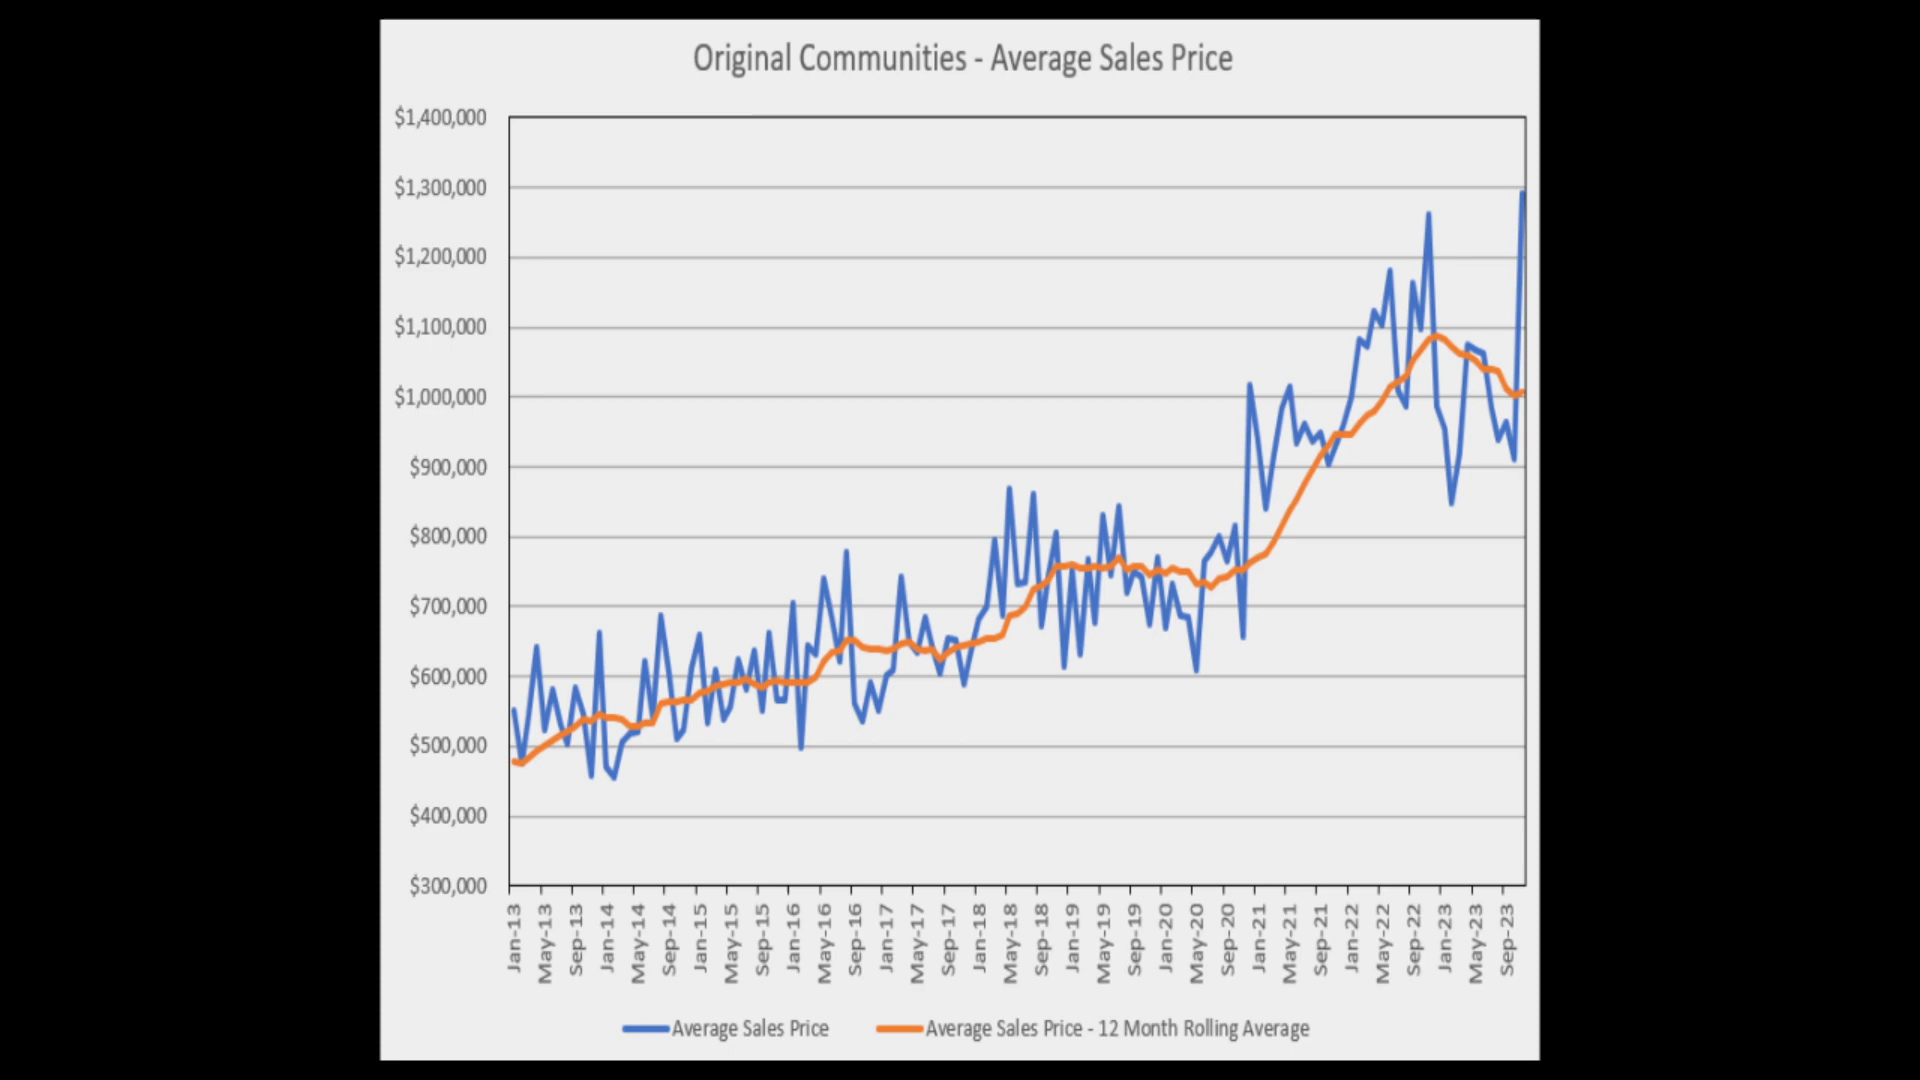 Original Communities - Average Sales Price
$1,400,000
$1,300,000
$1,200,000
$1,100,000
$1,000,000
$900,000
$800,000
$700,000
$600,000
$500,000
$400,000
$300,000
Jan-13
May-13
Sep-13
Jan-14
May-14
Sep-14
Jan-15
May-15
Sep-15
Jan-16
May-16
Sep-16
Jan-17
May-17
Sep-17
Jan-18
May-18
Sep-18
Jan-19
May-19
Sep-19
Jan-20
May-20
Sep-20
Jan-21
May-21
Sep-21
Jan-22
May-22
Sep-22
Jan-23
May-23
Sep-23
Average Sales Price
Average Sales Price - 12 Month Rolling Average